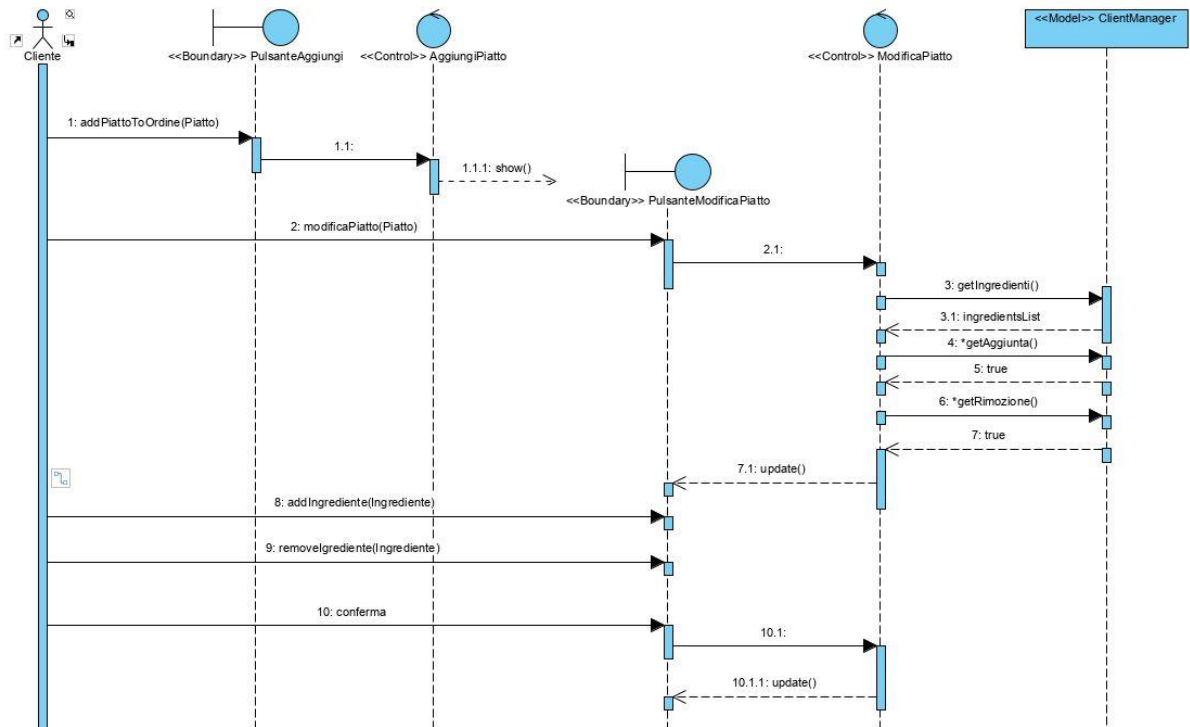 <<Model>> ClientManager
Cliente
<<Boundary>> PulsanteAggiungi
<<Control>> AggiungiPiatto
<<Control>> ModificaPiatto
1: addPiattoToOrdine(Piatto)
1.1:
1.1.1: show()
<<Boundary>> PulsanteModificaPiatto
2: modificaPiatto(Piatto)
2.1:
3: getIngredienti()
3.1: ingredientsList
4: *getAggiunta()
5: true
6: *getRimozione()
7: true
7.1: update()
8: addIngrediente(Ingrediente)
9: removeIgrediente(Ingrediente)
10: conferma
10.1:
10.1.1: update()